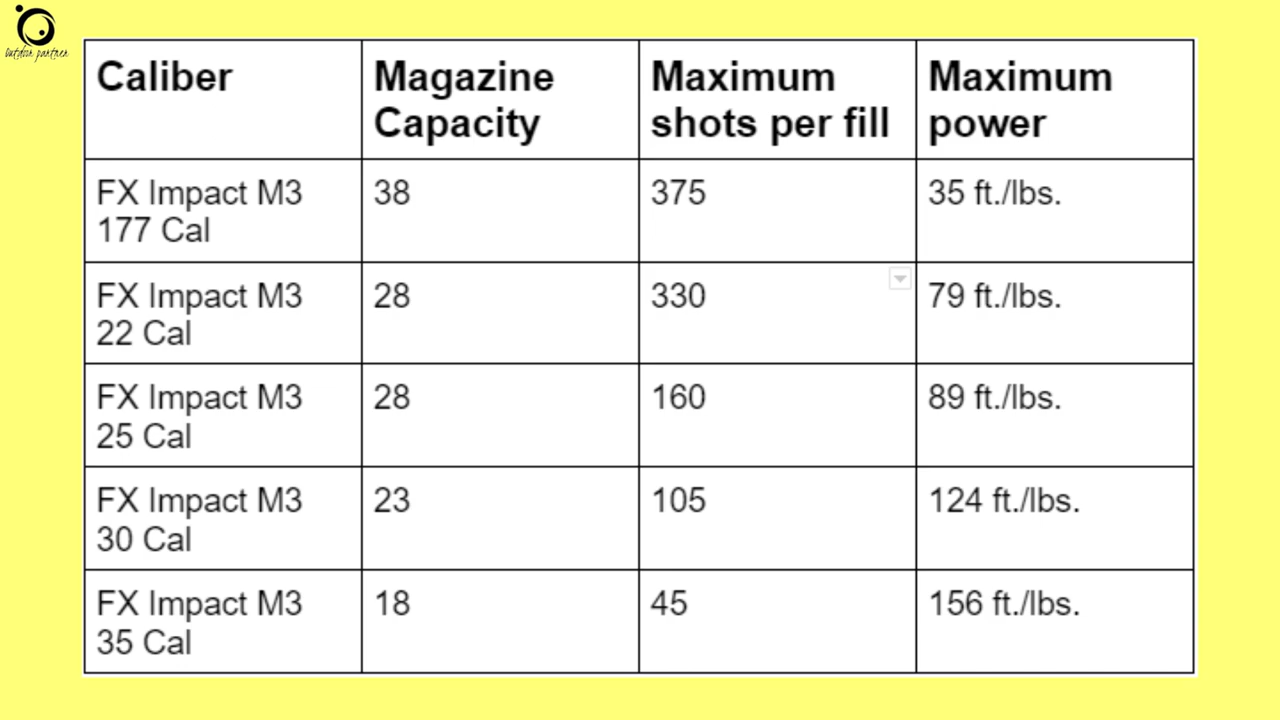 Outdoor partner
Caliber
Magazine
Capacity
Maximum
shots per fill
Maximum
power
FX Impact M3
177 Cal
38
375
35 ft./lbs.
FX Impact M3
22 Cal
28
330
79 ft./lbs.
FX Impact M3
25 Cal
28
160
89 ft./lbs.
FX Impact M3
30 Cal
23
105
124 ft./lbs.
FX Impact M3
35 Cal
18
45
156 ft./lbs.